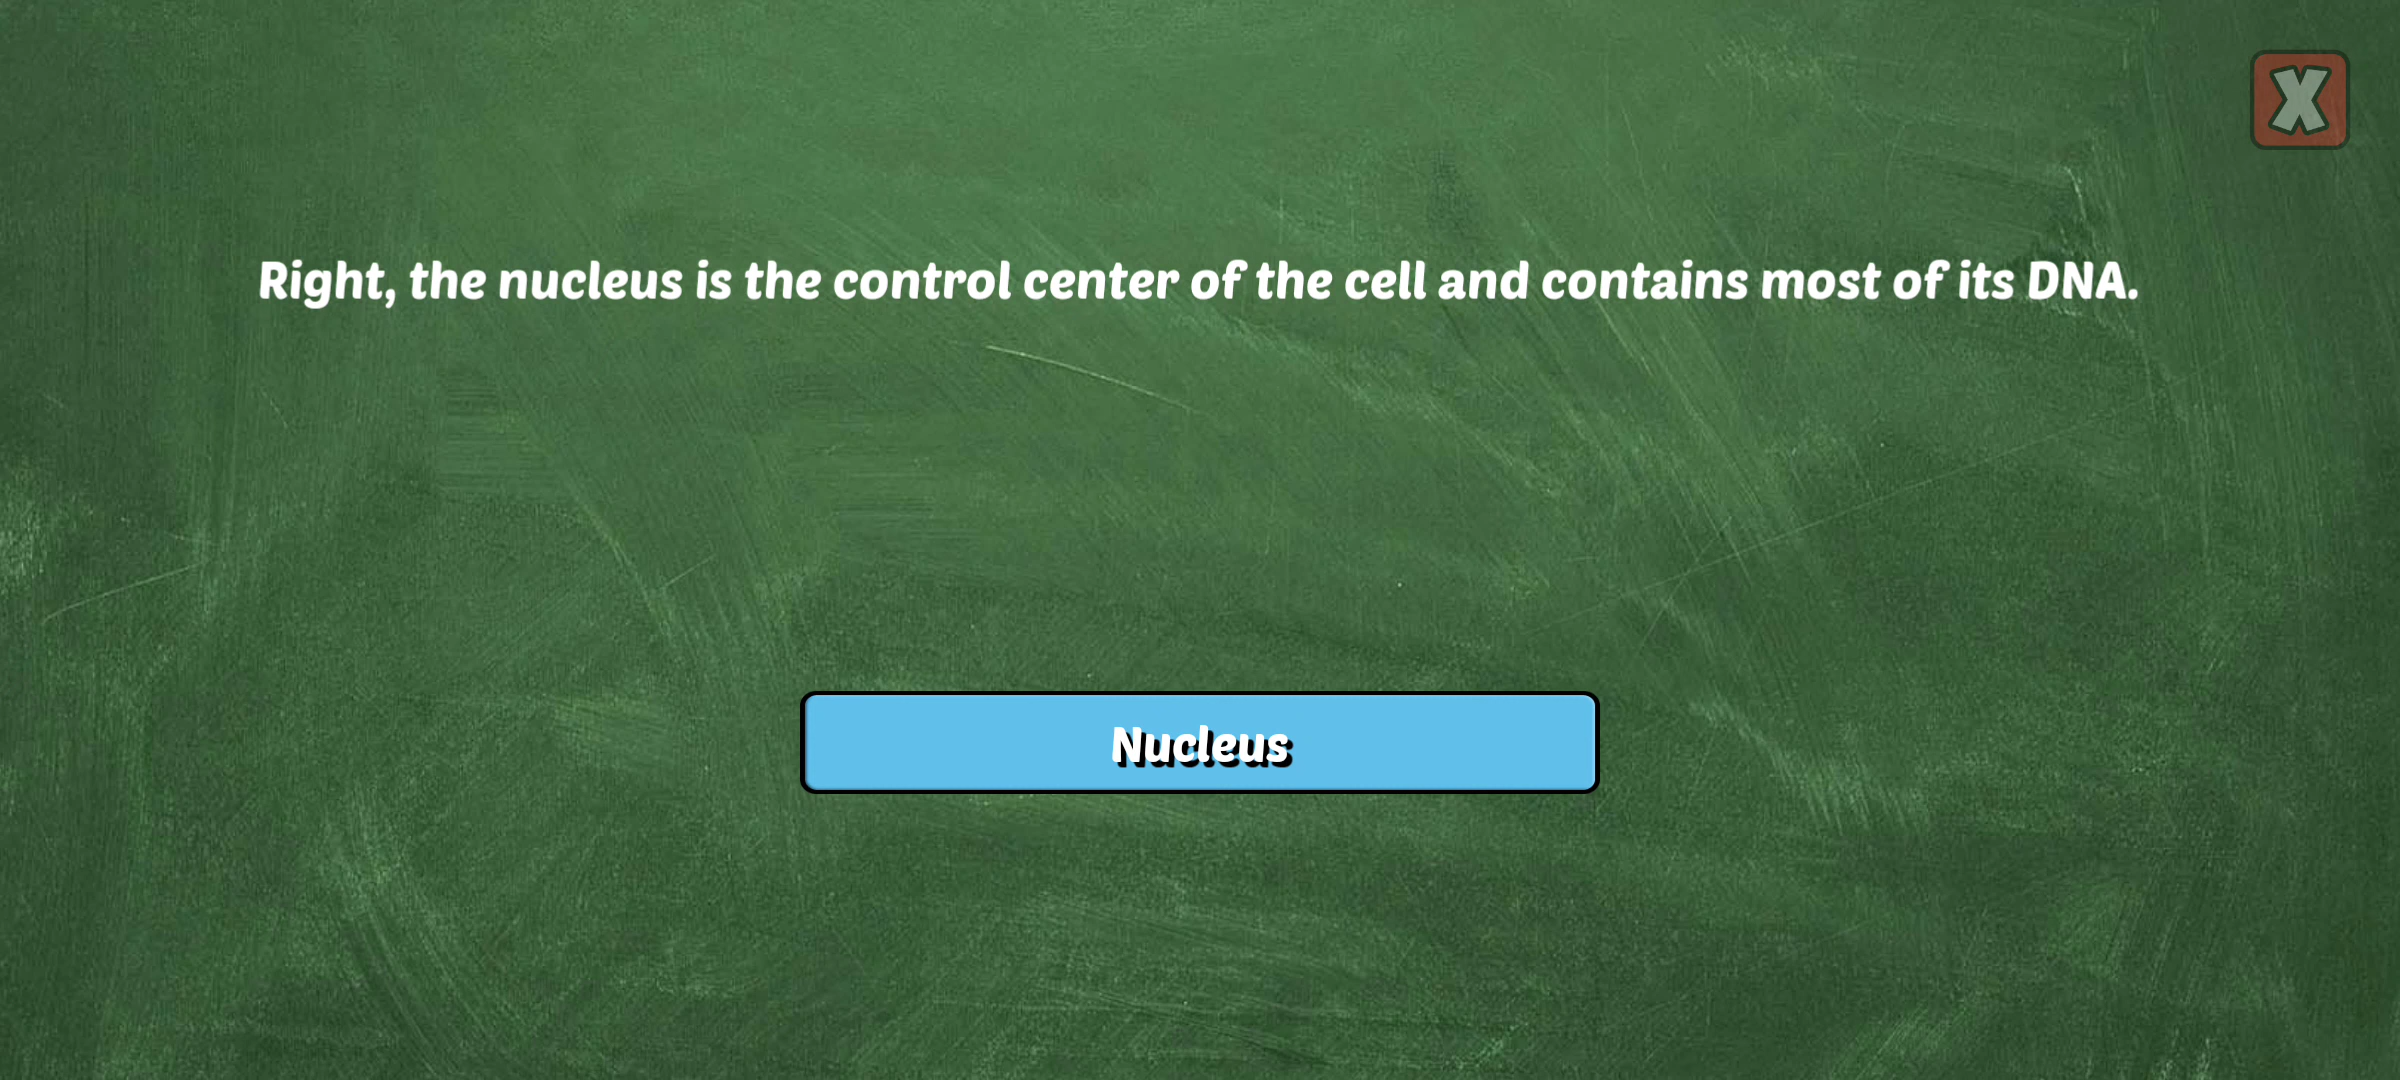 X
Right, the nucleus is the control center of the cell and contains most of its DNA.
Nucleus